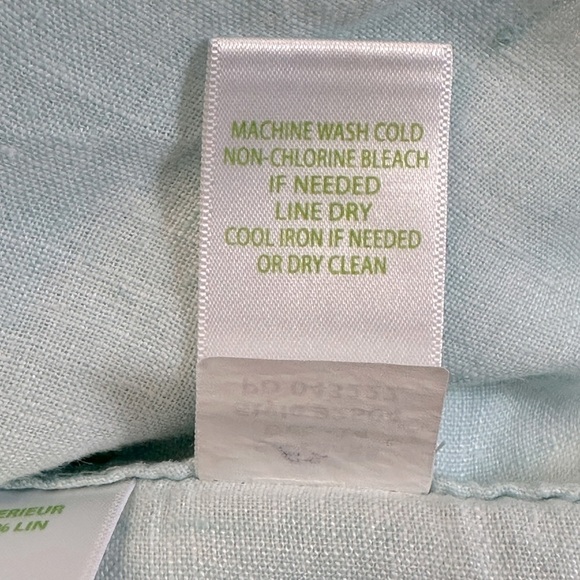 MACHINE WASH COLD
NON-CHLORINE BLEACH
IF NEEDED
LINE DRY
COOL IRON IF NEEDED
OR DRY CLEAN
ERIEUR
% LIN